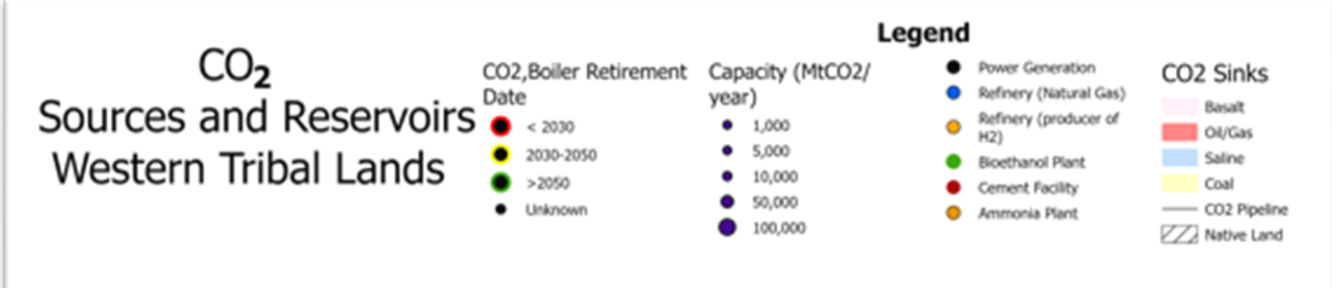 CO₂
Sources and Reservoirs
Western Tribal Lands
CO2,Boiler Retirement
Date
< 2030
2030-2050
>2050
Unknown
Capacity (MtCO2/
year)
1,000
5,000
10,000
50,000
100,000
Legend
Power Generation
Refinery (Natural Gas)
Refinery (producer of
H2)
Bioethanol Plant
Cement Facility
Ammonia Plant
CO2 Sinks
Basalt
Oil/Gas
Saline
Coal
CO2 Pipeline
Native Land